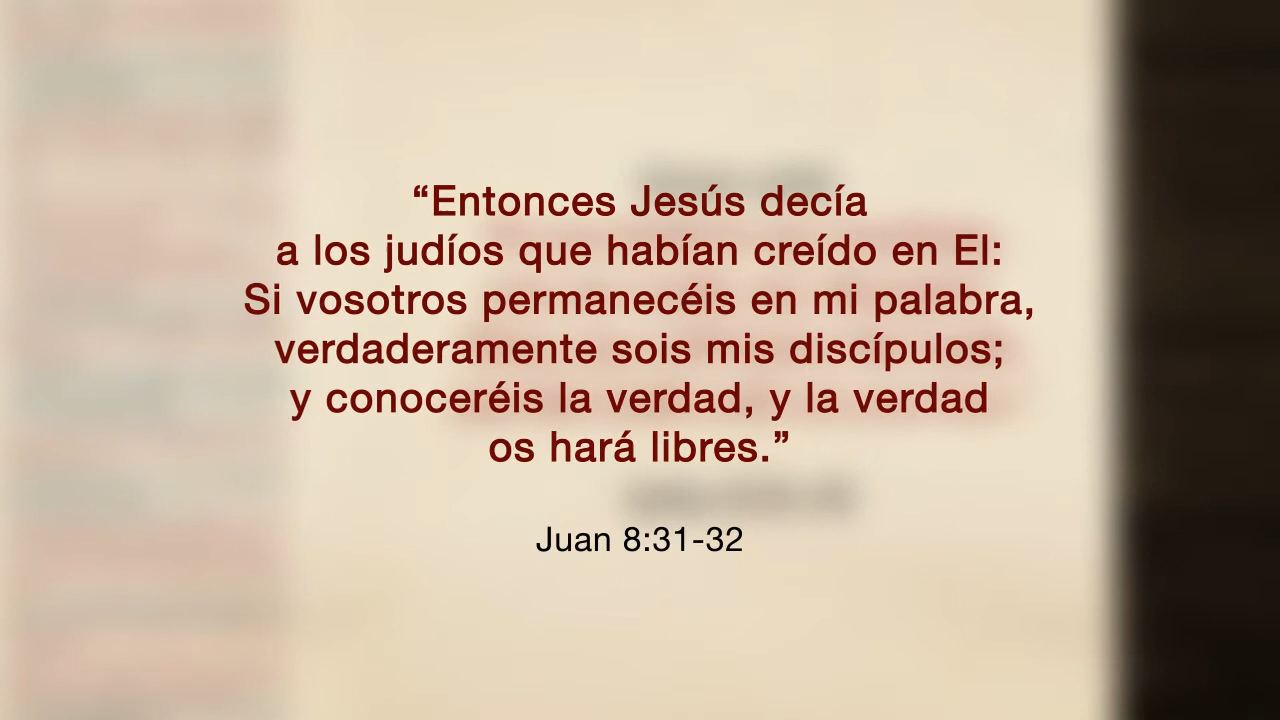 “Entonces Jesús decía
a los judíos que habían creído en El:
Si vosotros permanecéis en mi palabra,
verdaderamente sois mis discípulos;
y conoceréis la verdad, y la verdad
os hará libres.”
Juan 8:31-32